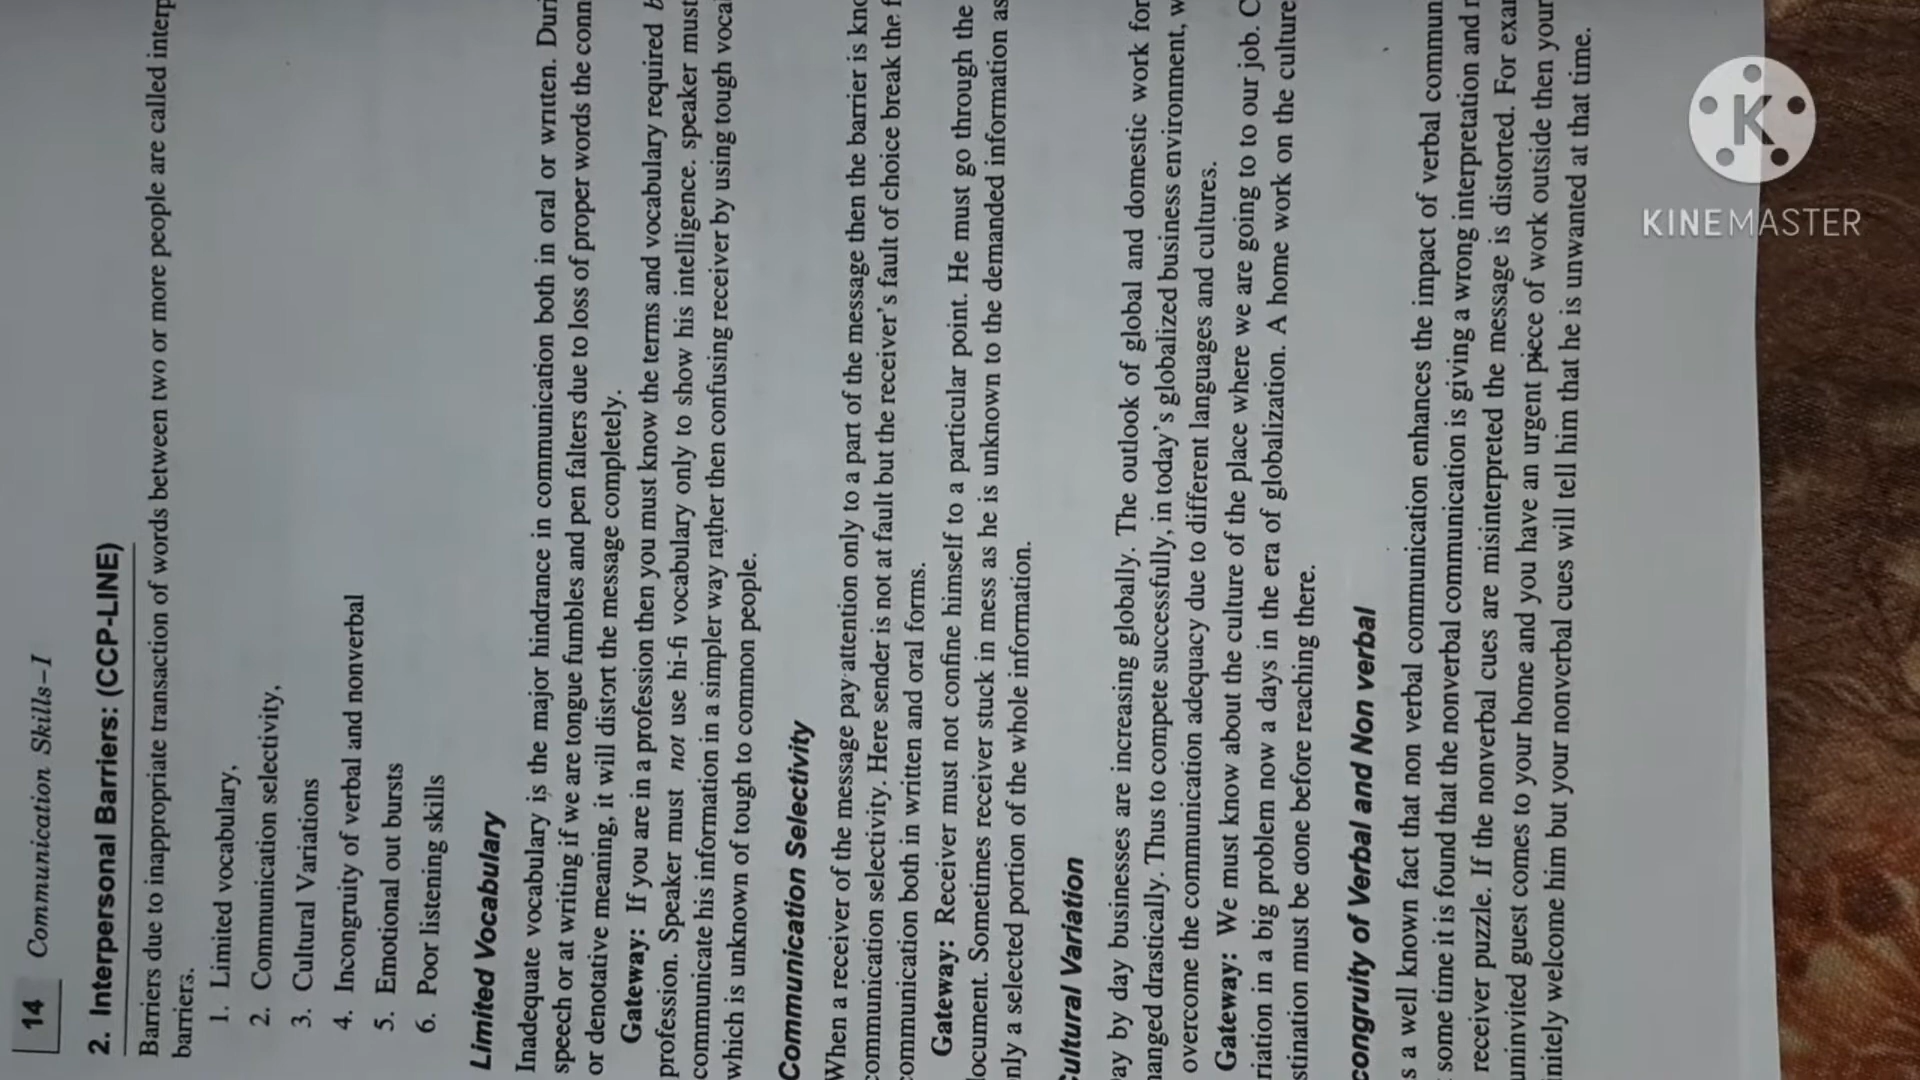 14 Communication Skills–I
2. Interpersonal Barriers: (CCP-LINE)
Barriers due to inappropriate transaction of words between two or more people are called interp
barriers.
1. Limited vocabulary,
2. Communication selectivity,
3. Cultural Variations
4. Incongruity of verbal and nonverbal
5. Emotional out bursts
6. Poor listening skills
Limited Vocabulary
Inadequate vocabulary is the major hindrance in communication both in oral or written. Duri
speech or at writing if we are tongue fumbles and pen falters due to loss of proper words the conn
or denotative meaning, it will distort the message completely.
Gateway: If you are in a profession then you must know the terms and vocabulary required b
profession. Speaker must not use hi-fi vocabulary only to show his intelligence. speaker must
communicate his information in a simpler way rather then confusing receiver by using tough vocal
which is unknown of tough to common people.
Communication Selectivity
When a receiver of the message pay attention only to a part of the message then the barrier is kno
communication selectivity. Here sender is not at fault but the receiver's fault of choice break the f
communication both in written and oral forms.
Gateway: Receiver must not confine himself to a particular point. He must go through the
document. Sometimes receiver stuck in mess as he is unknown to the demanded information as
nly a selected portion of the whole information.
Cultural Variation
ay by day businesses are increasing globally. The outlook of global and domestic work for
hanged drastically. Thus to compete successfully, in today's globalized business environment, w
overcome the communication adequacy due to different languages and cultures.
Gateway: We must know about the culture of the place where we are going to to our job. C
riation in a big problem now a days in the era of globalization. A home work on the culture
stination must be done before reaching there.
congruity of Verbal and Non verbal
s a well known fact that non verbal communication enhances the impact of verbal commun
some time it is found that the nonverbal communication is giving a wrong interpretation and r
receiver puzzle. If the nonverbal cues are misinterpreted the message is distorted. For exa
uninvited guest comes to your home and you have an urgent piece of work outside then your
initely welcome him but your nonverbal cues will tell him that he is unwanted at that time.
K
KINEMASTER